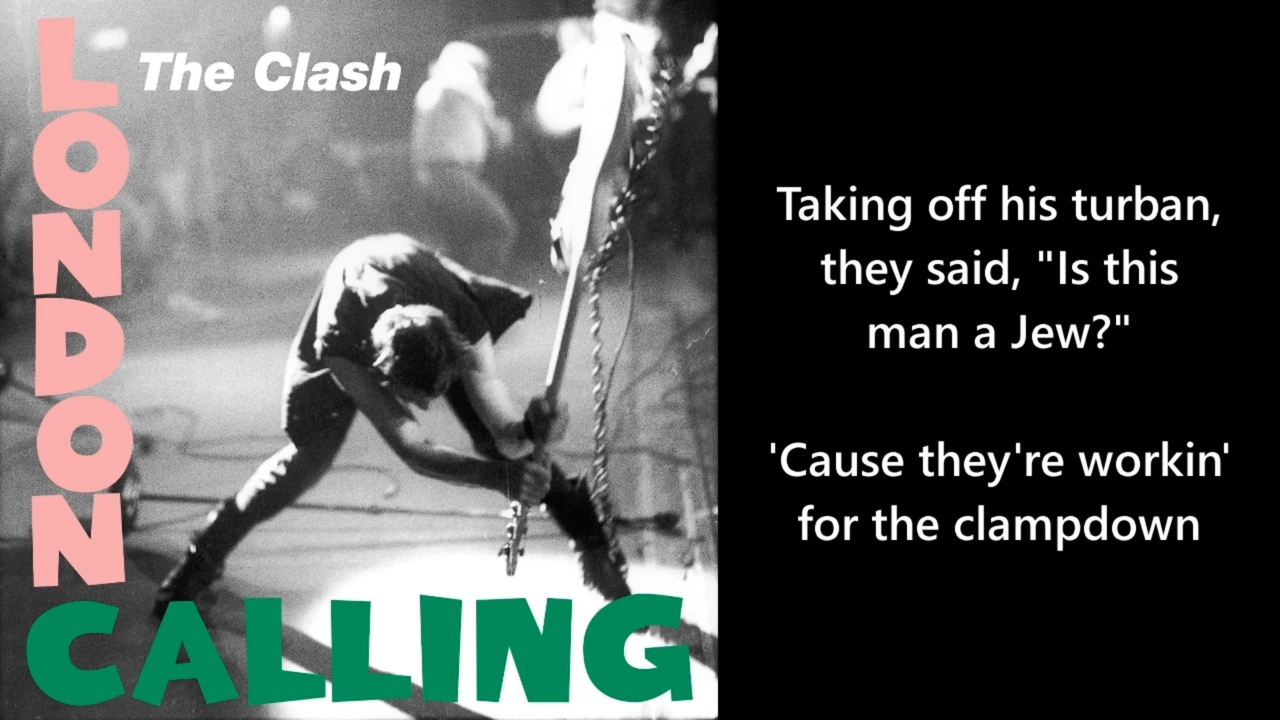 The Clash
LONDON
CALLING
Taking off his turban,
they said, "Is this
man a Jew?"
'Cause they're workin'
for the clampdown